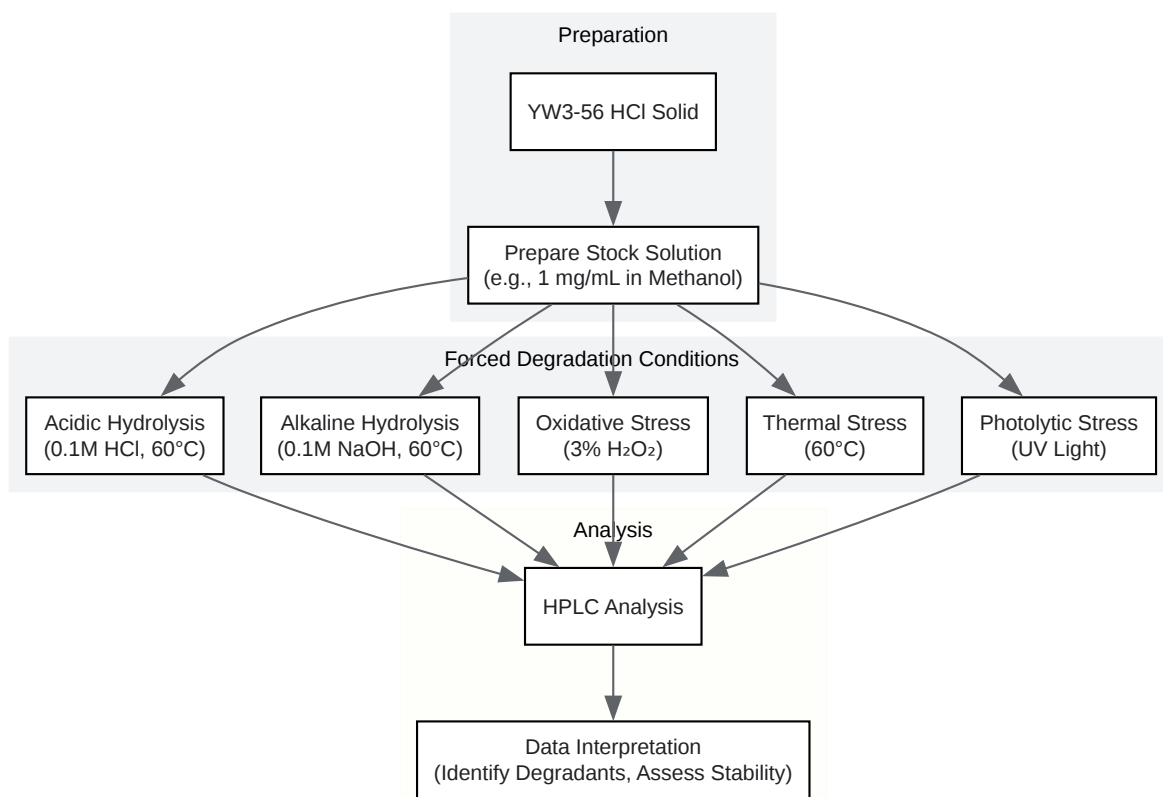 Preparation
YW3-56 HCl Solid
Prepare Stock Solution
(e.g., 1 mg/mL in Methanol)
Forced Degradation Conditions
Acidic Hydrolysis
(0.1M HCl, 60°C)
Alkaline Hydrolysis
(0.1M NaOH, 60°C)
Oxidative Stress
(3% H₂O₂)
Thermal Stress
(60°C)
Photolytic Stress
(UV Light)
Analysis
HPLC Analysis
Data Interpretation
(Identify Degradants, Assess Stability)